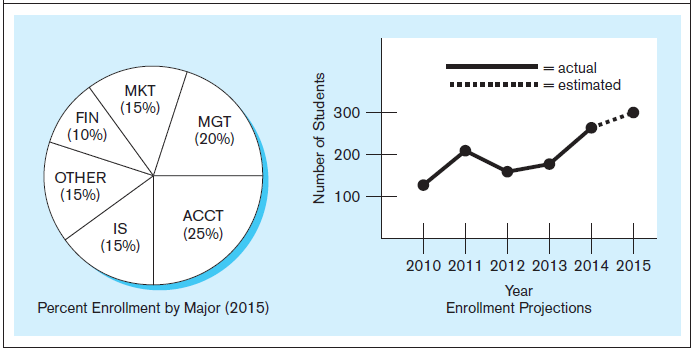 MKT
(15%)
MGT
(20%)
FIN
(10%)
OTHER
(15%)
IS
(15%)
ACCT
(25%)
Percent Enrollment by Major (2015)
= actual
= estimated
Number of Students
300
200
100
2010 2011 2012 2013 2014 2015
Year
Enrollment Projections